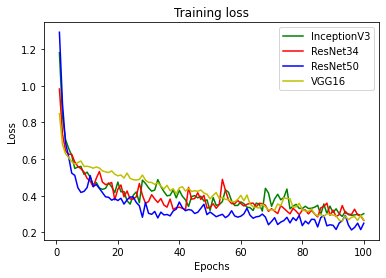 Training loss
InceptionV3
ResNet34
ResNet50
VGG16
Loss
1.2
1.0
0.8
0.6
0.4
0.2
0 20 40 60 80 100
Epochs